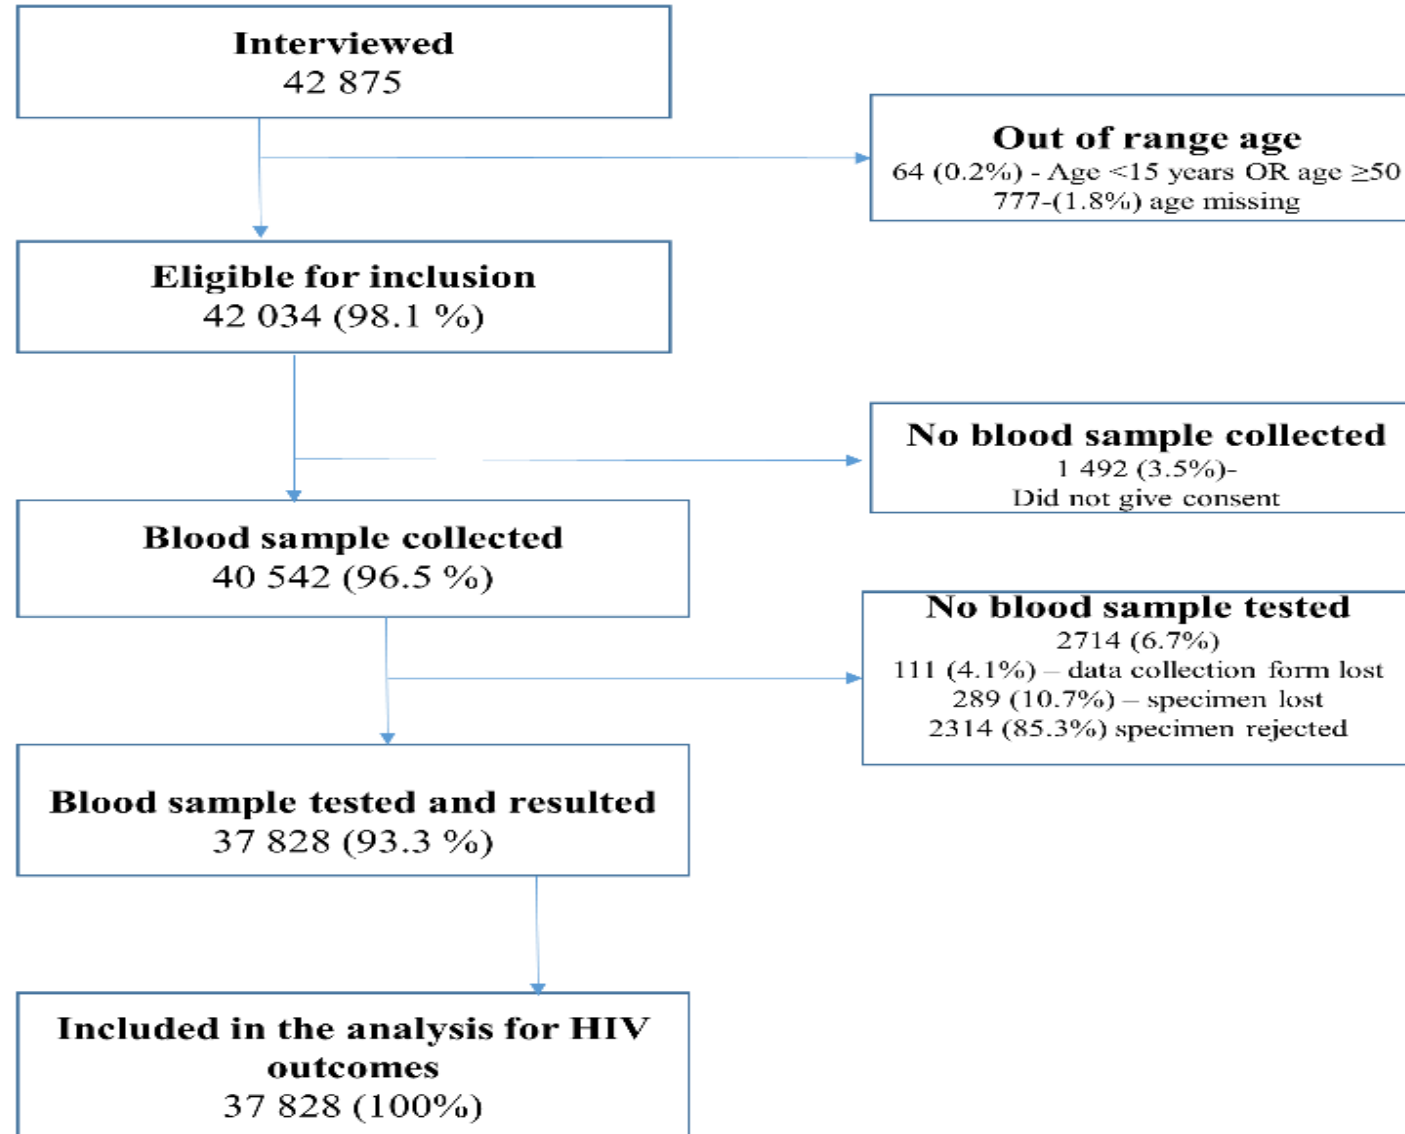 Interviewed
42 875
Out of range age
64 (0.2%) - Age <15 years OR age ≥50
777-(1.8%) age missing
Eligible for inclusion
42 034 (98.1 %)
No blood sample collected
1 492 (3.5%)-
Did not give consent
Blood sample collected
40 542 (96.5 %)
No blood sample tested
2714 (6.7%)
111 (4.1%) – data collection form lost
289 (10.7%) – specimen lost
2314 (85.3%) specimen rejected
Blood sample tested and resulted
37 828 (93.3 %)
Included in the analysis for HIV
outcomes
37 828 (100%)